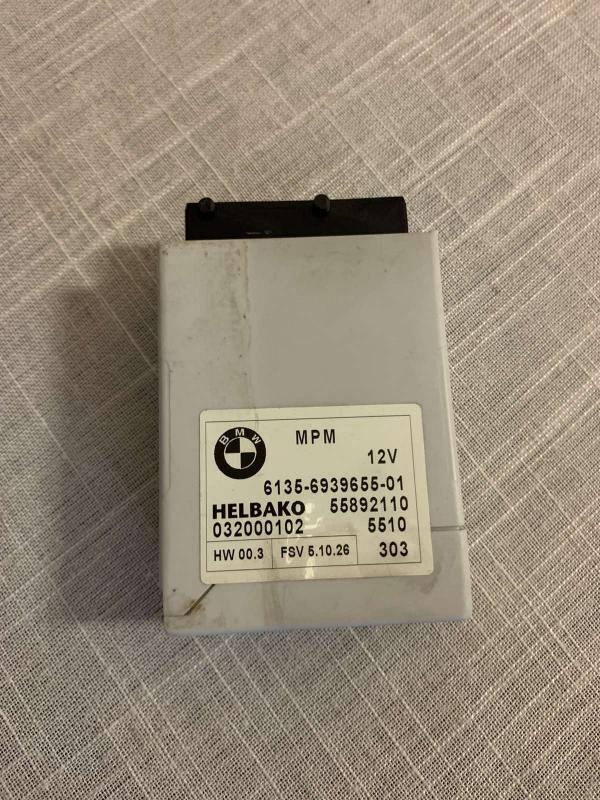 BMW
MPM
12V
6135-6939655-01
HELBAKO 55892110
032000102 5510
HW 00.3 FSV 5.10.26 303